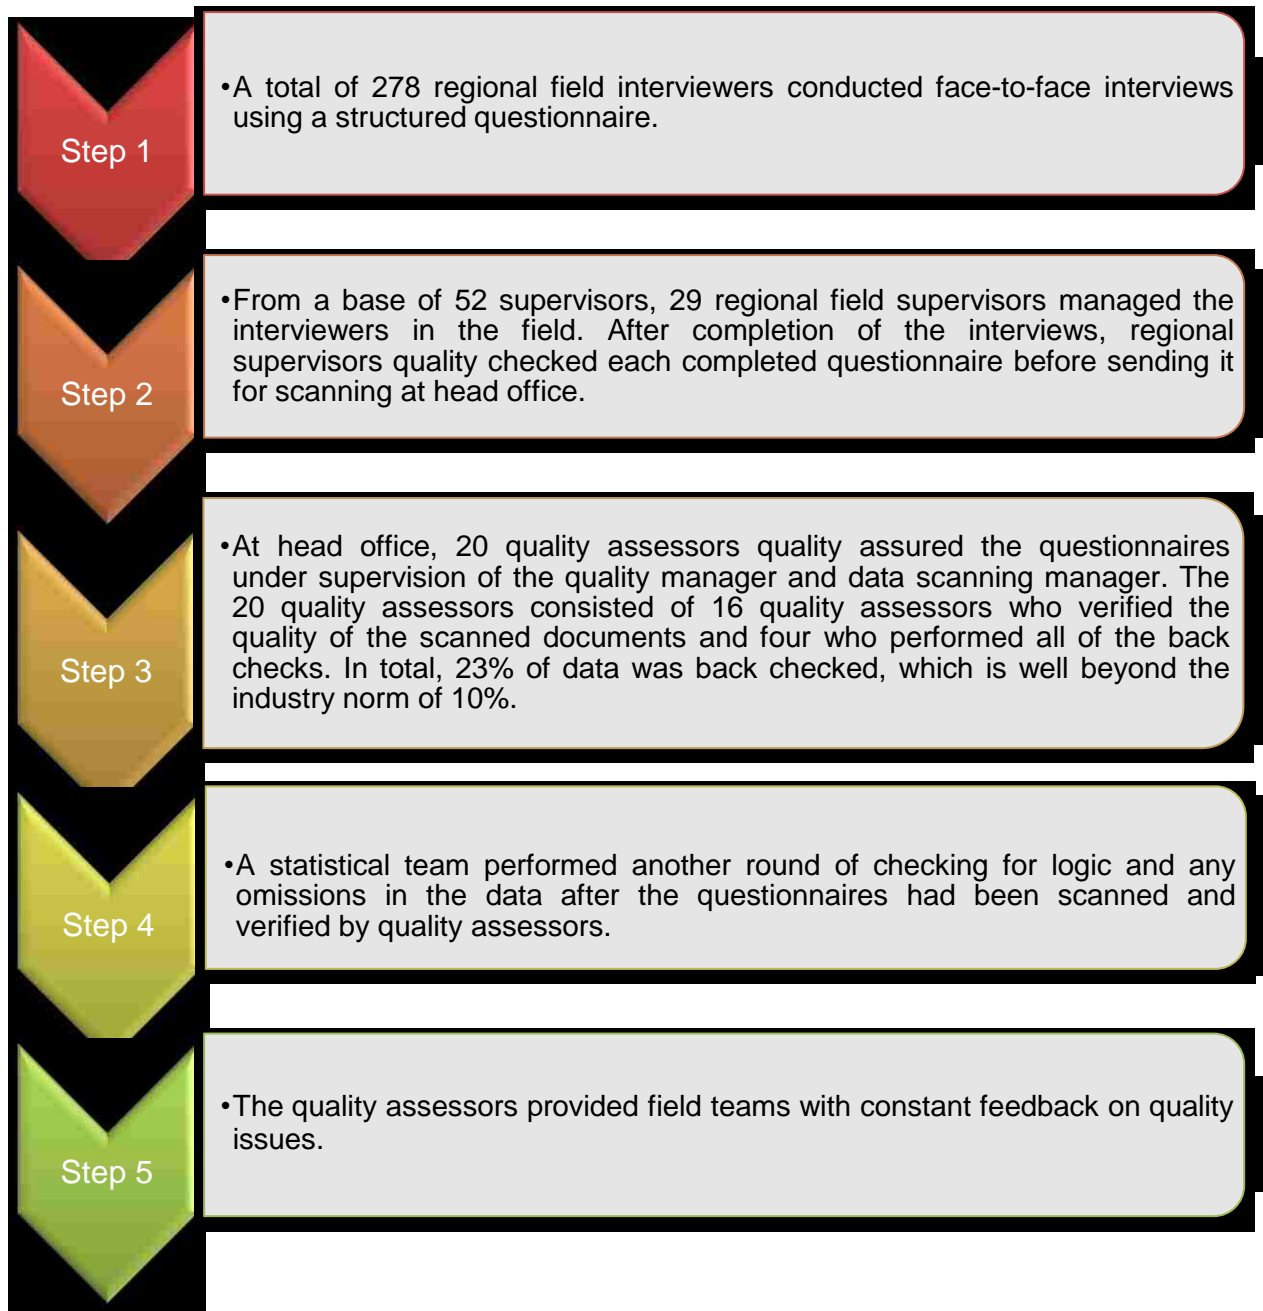 Step 1
•A total of 278 regional field interviewers conducted face-to-face interviews
using a structured questionnaire.
Step 2
•From a base of 52 supervisors, 29 regional field supervisors managed the
interviewers in the field. After completion of the interviews, regional
supervisors quality checked each completed questionnaire before sending it
for scanning at head office.
Step 3
•At head office, 20 quality assessors quality assured the questionnaires
under supervision of the quality manager and data scanning manager. The
20 quality assessors consisted of 16 quality assessors who verified the
quality of the scanned documents and four who performed all of the back
checks. In total, 23% of data was back checked, which is well beyond the
industry norm of 10%.
Step 4
•A statistical team performed another round of checking for logic and any
omissions in the data after the questionnaires had been scanned and
verified by quality assessors.
Step 5
•The quality assessors provided field teams with constant feedback on quality
issues.